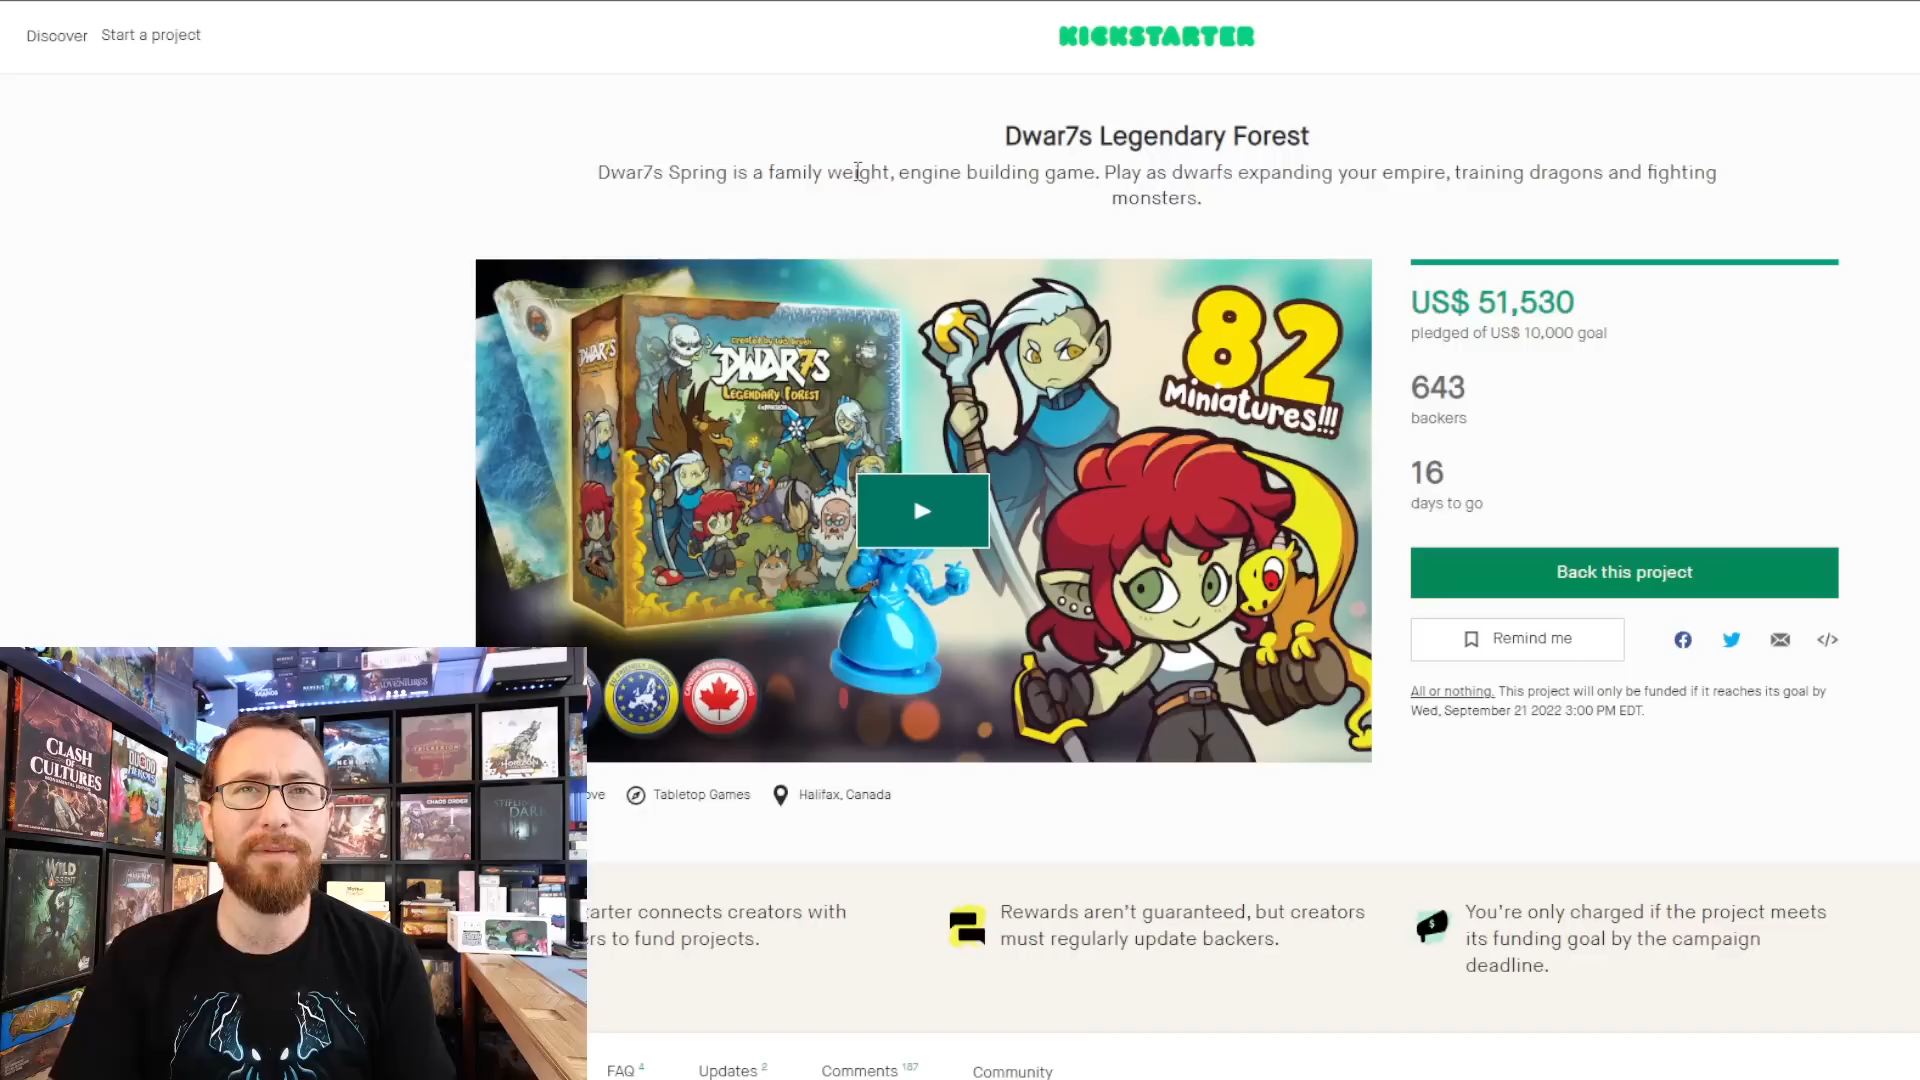 Discover Start a project
KICKSTARTER
Dwar7s Legendary Forest
Dwar7s Spring is a family weight, engine building game. Play as dwarfs expanding your empire, training dragons and fighting
monsters.
82
Miniatures!!!
DWAR7S
DWAR7S
LEGENDARY FOREST
US$ 51,530
pledged of US$ 10,000 goal
643
backers
16
days to go
Back this project
Remind me
All or nothing. This project will only be funded if it reaches its goal by
Wed, September 21 2022 3:00 PM EDT.
Tabletop Games
Halifax, Canada
CLASH
OF
CULTURES
WILD
CHAOS ORDER
DARK
HORIZON
arter connects creators with
rs to fund projects.
Rewards aren't guaranteed, but creators
must regularly update backers.
You're only charged if the project meets
its funding goal by the campaign
deadline.
FAQ 4
Updates 2
Comments 187
Community